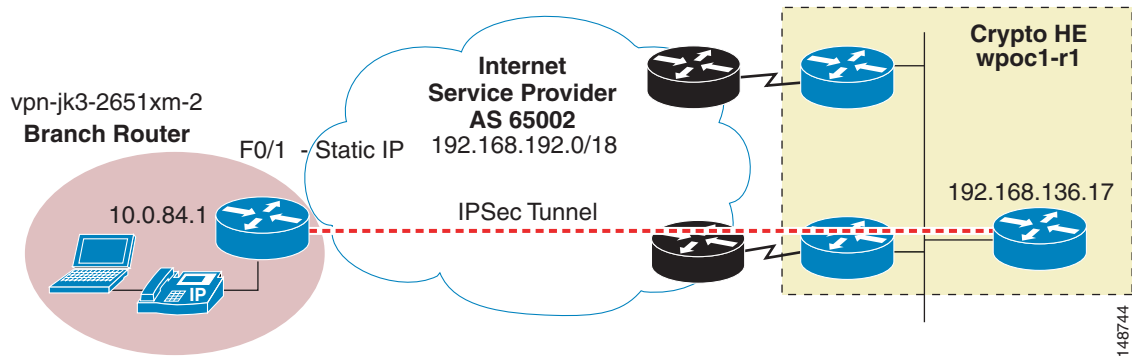 vpn-jk3-2651xm-2
Branch Router
F0/1 - Static IP
10.0.84.1
IP
Internet
Service Provider
AS 65002
192.168.192.0/18
IPSec Tunnel
Crypto HE
wpoc1-r1
192.168.136.17
148744